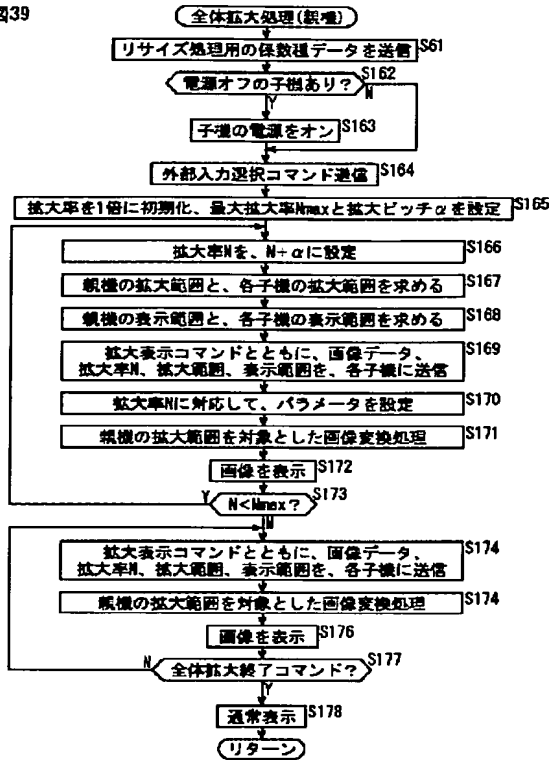 図39
全体拡大処理(親機)
リサイズ処理用の係数種データを送信 S61
電源オフの子機あり? S162
Y
N
子機の電源をオン S163
外部入力選択コマンド送信 S164
拡大率を1倍に初期化、最大拡大率Nmaxと拡大ピッチαを設定 S165
拡大率Nを、N+αに設定 S166
親機の拡大範囲と、各子機の拡大範囲を求める S167
親機の表示範囲と、各子機の表示範囲を求める S168
拡大表示コマンドとともに、画像データ、 S169
拡大率N、拡大範囲、表示範囲を、各子機に送信
拡大率Nに対応して、パラメータを設定 S170
親機の拡大範囲を対象とした画像変換処理 S171
画像を表示 S172
Y N<Nmax? S173
N
拡大表示コマンドとともに、画像データ、 S174
拡大率N、拡大範囲、表示範囲を、各子機に送信
親機の拡大範囲を対象とした画像変換処理 S174
画像を表示 S176
N 全体拡大終了コマンド? S177
Y
通常表示 S178
リターン